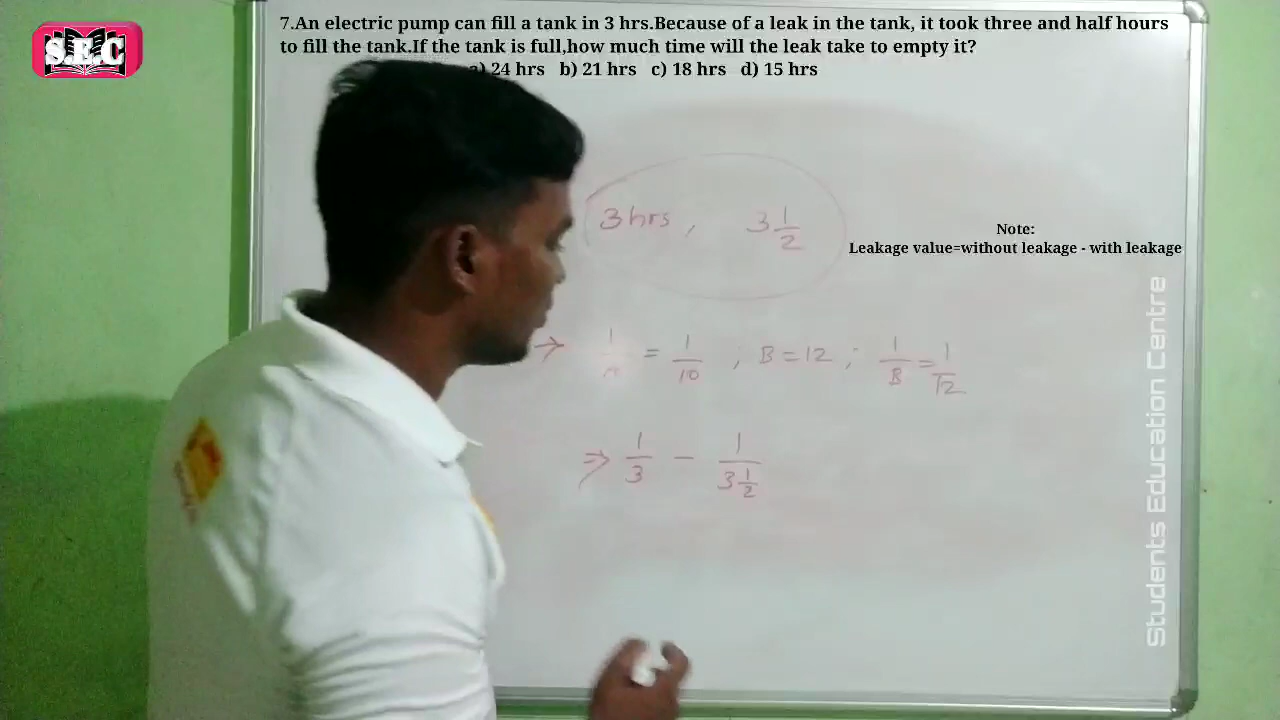 7.An electric pump can fill a tank in 3 hrs.Because of a leak in the tank, it took three and half hours
to fill the tank.If the tank is full,how much time will the leak take to empty it?
a) 24 hrs b) 21 hrs c) 18 hrs d) 15 hrs
S.E.C
3 hrs, 3 1/2
Note:
Leakage value=without leakage - with leakage
= 1/10 ; B = 12 ; 1/B = 1/12
⇒ 1/3 - 1/(3 1/2)
Students Education Centre